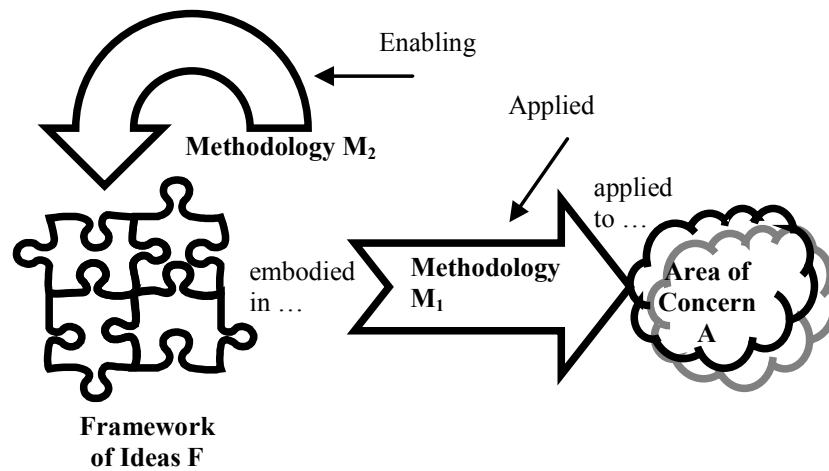 Enabling
Methodology M2
Applied
applied
to …
embodied
in …
Methodology
M1
Area of
Concern
A
Framework
of Ideas F